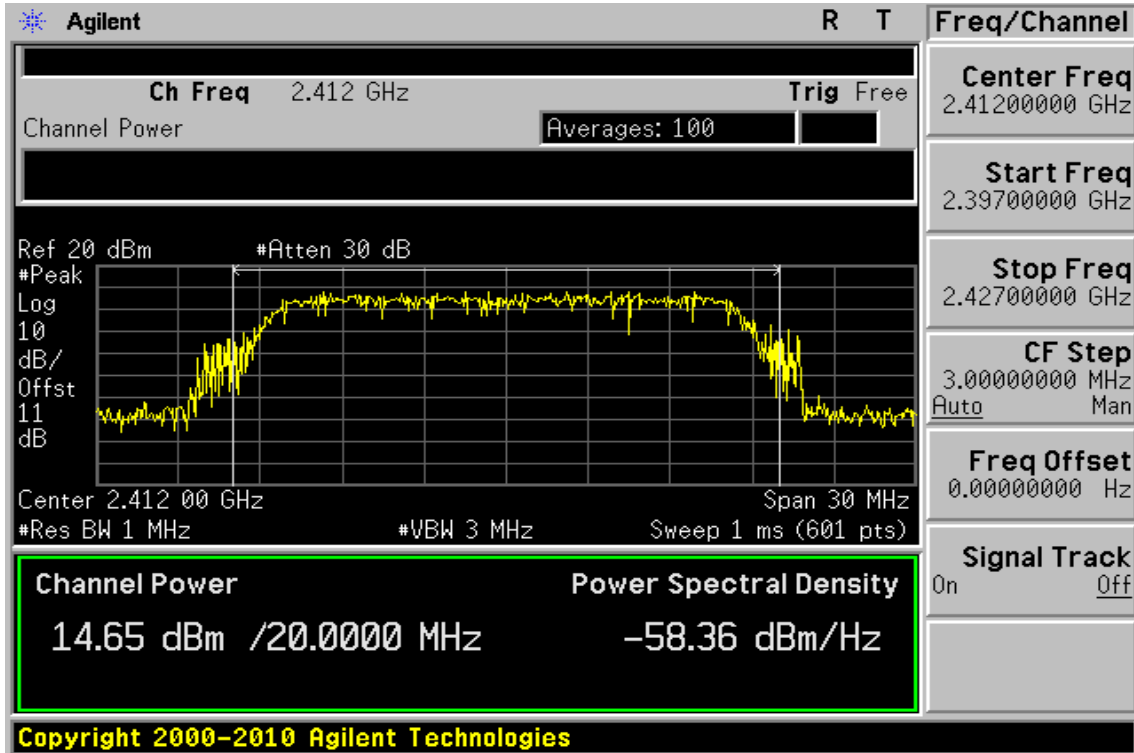 Agilent R T
Ch Freq 2.412 GHz Trig Free
Channel Power Averages: 100
Ref 20 dBm #Atten 30 dB
#Peak
Log
10
dB/
Offst
11
dB
Center 2.412 00 GHz Span 30 MHz
#Res BW 1 MHz #VBW 3 MHz Sweep 1 ms (601 pts)
Channel Power Power Spectral Density
14.65 dBm /20.0000 MHz -58.36 dBm/Hz
Copyright 2000-2010 Agilent Technologies
Freq/Channel
Center Freq
2.41200000 GHz
Start Freq
2.39700000 GHz
Stop Freq
2.42700000 GHz
CF Step
3.00000000 MHz
Auto Man
Freq Offset
0.00000000 Hz
Signal Track
On Off